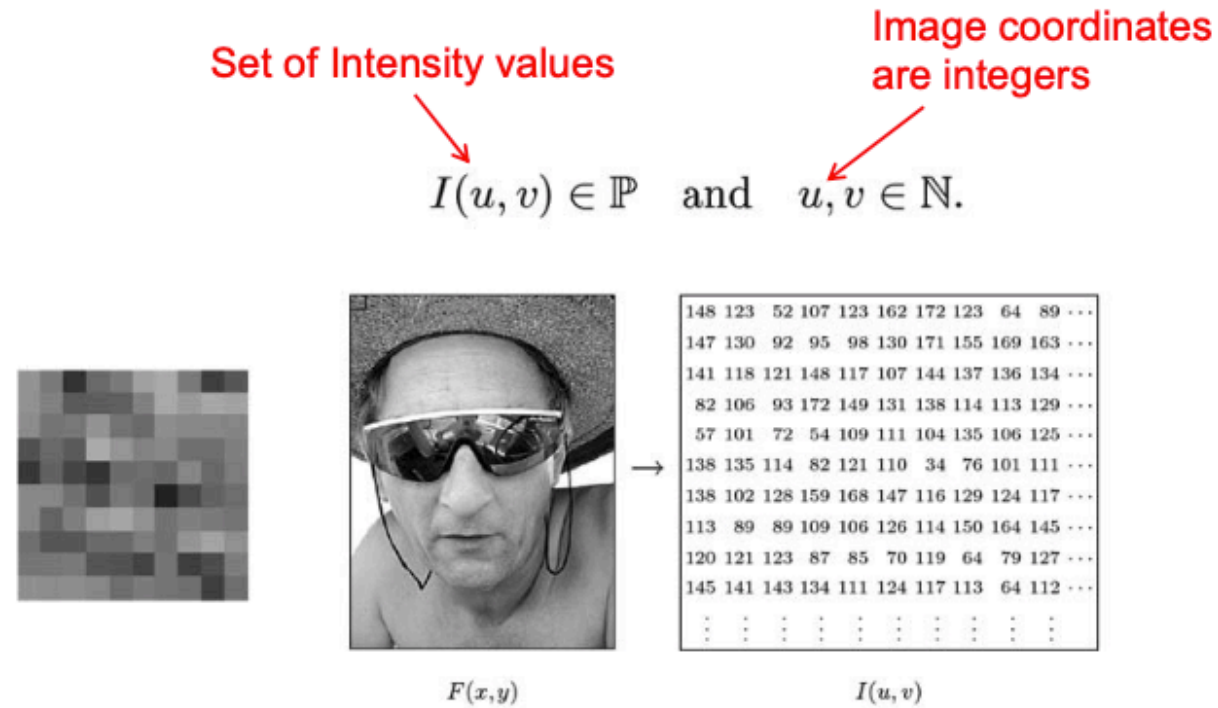 Set of Intensity values
Image coordinates
are integers
I(u, v) ∈ ℙ and u, v ∈ ℕ.
148 123 52 107 123 162 172 123 64 89 ···
147 130 92 95 98 130 171 155 169 163 ···
141 118 121 148 117 107 144 137 136 134 ···
82 106 93 172 149 131 138 114 113 129 ···
57 101 72 54 109 111 104 135 106 125 ···
138 135 114 82 121 110 34 76 101 111 ···
138 102 128 159 168 147 116 129 124 117 ···
113 89 89 109 106 126 114 150 164 145 ···
120 121 123 87 85 70 119 64 79 127 ···
145 141 143 134 111 124 117 113 64 112 ···
⋮ ⋮ ⋮ ⋮ ⋮ ⋮ ⋮ ⋮ ⋮ ⋮
F(x, y)
I(u, v)